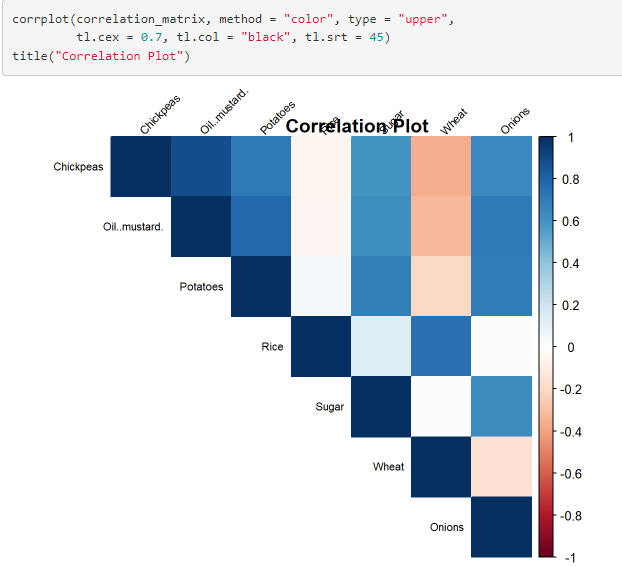 corrplot(correlation_matrix, method = "color", type = "upper",
tl.cex = 0.7, tl.col = "black", tl.srt = 45)
title("Correlation Plot")
Chickpeas
Oil..mustard.
Potatoes
Rice
Sugar
Wheat
Onions
Correlation Plot
Chickpeas
Oil..mustard.
Potatoes
Rice
Sugar
Wheat
Onions
1
0.8
0.6
0.4
0.2
0
-0.2
-0.4
-0.6
-0.8
-1